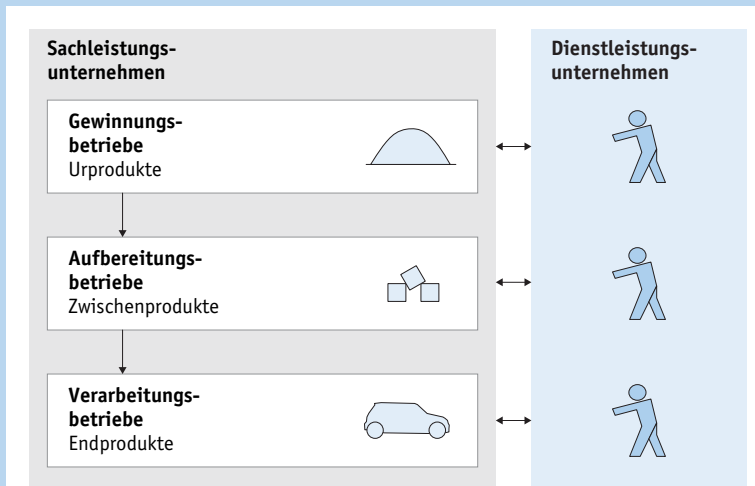 Sachleistungs-
unternehmen
Gewinnungs-
betriebe
Urprodukte
Aufbereitungs-
betriebe
Zwischenprodukte
Verarbeitungs-
betriebe
Endprodukte
Dienstleistungs-
unternehmen